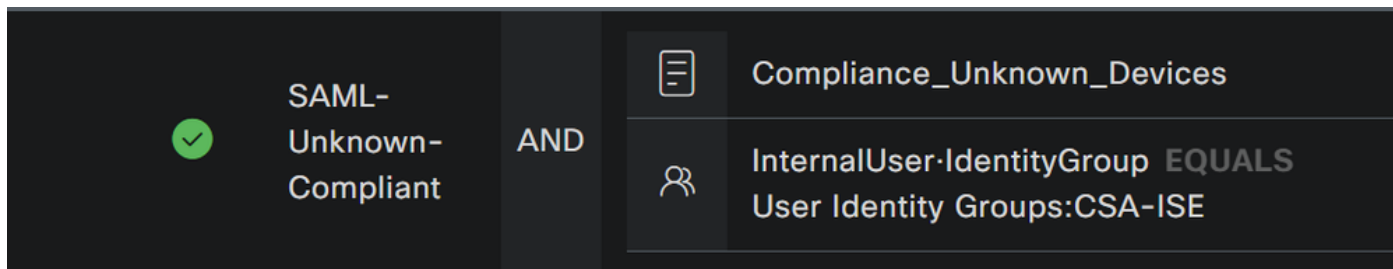 SAML-
Unknown-
Compliant
AND
Compliance_Unknown_Devices
InternalUser·IdentityGroup EQUALS
User Identity Groups:CSA-ISE